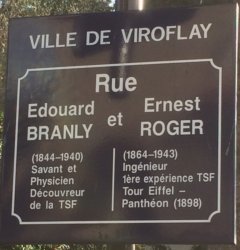 VILLE DE VIROFLAY
Rue
Edouard
BRANLY
et
Ernest
ROGER
(1844-1940)
Savant et
Physicien
Découvreur
de la TSF
(1864-1943)
Ingénieur
1ère expérience TSF
Tour Eiffel -
Panthéon (1898)